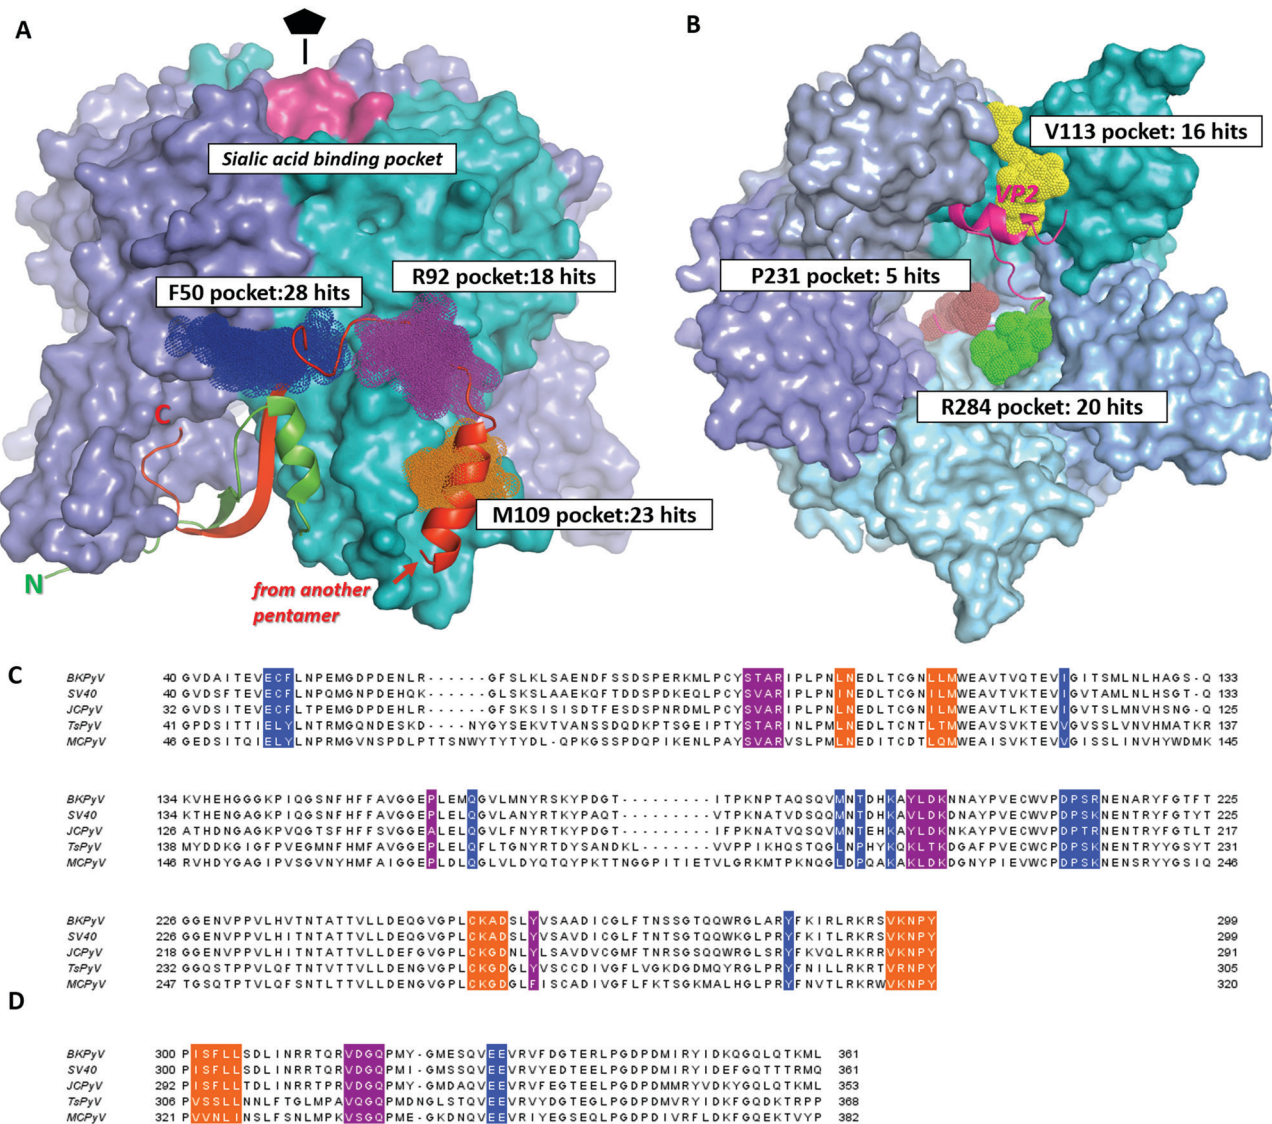 A
B
Sialic acid binding pocket
V113 pocket: 16 hits
VP2
F50 pocket:28 hits
R92 pocket:18 hits
P231 pocket: 5 hits
C
R284 pocket: 20 hits
M109 pocket:23 hits
N
from another
pentamer
C
BKPyV 40 GVDAITEVECFLNPEMGDPDENLR------GFSLKLSAENDFSSDSPERKMLPCYSTARIPLPNLNEDLTCGNLLMWEAVTVQTEVIGITSMLNLHAGS-Q 133
SV40 40 GVDSFTEVECFLNPQMGNPDEHQK------GLSKSLAAEKQFTDDSPDKEQLPCYSVARIPLPNLNEDLTCGNILMWEAVTVKTEVIGVTAMLNLHSGT-Q 133
JCPyV 32 GVDSITEVECFLTPEMGDPDEHLR------GFSKSISISDTFESDSPNRDMLPCYSVARIPLPNLNEDLTCGNILMWEAVTLKTEVIGVTSLMNVHSNG-Q 125
TsPyV 41 GPDSITTIELYLNTRMGQNDESKD----NYGYSEKVTVANSSDQDKPTSGEIPTYSTARINLPMLNEDLTCNTLTMWEAVSVKTEVVGVSSLVNVHMATKR 137
MCPyV 46 GEDSITQIELYLNPRMGVNSPDLPTTSNWYTYTYDL-QPKGSSPDQPIKENLPAYSVARVSLPMLNEDITCDTLQMWEAISVKTEVVGISSLINVHYWDMK 145
BKPyV 134 KVHEHGGGKPIQGSNFHFFAVGGEPLEMQGVLMNYRSKYPDGT---------ITPKNPTAQSQVMNTDHKAYLDKNNAYPVECWVPDPSRNENARYFGTFT 225
SV40 134 KTHENGAGKPIQGSNFHFFAVGGEPLELQGVLANYRTKYPAQT---------VTPKNATVDSQQMNTDHKAVLDKDNAYPVECWVPDPSKNENTRYFGTYT 225
JCPyV 126 ATHDNGAGKPVQGTSFHFFSVGGEALELQGVLFNYRTKYPDGT---------IFPKNATVQSQVMNTEHKAYLDKNKAYPVECWVPDPTRNENTRYFGTLT 217
TsPyV 138 MYDDKGIGFPVEGMNFHMFAVGGEPLELQFLTGNYRTDYSANDKL-------VVPPIKHQSTQGLNPHYKQKLTKDGAFPVECWCPDPSKNENTRYYGSYT 231
MCPyV 146 RVHDYGAGIPVSGVNYHMFAIGGEPLDLQGLVLDYQTQYPKTTNGGPITIETVLGRKMTPKNQGLDPQAKAKLDKDGNYPIEVWCPDPSKNENSRYYGSIQ 246
BKPyV 226 GGENVPPVLHVTNTATTVLLDEQGVGPLCKADSLYVSAADICGLFTNSSGTQQWRGLARYFKIRLRKRSVKNPY 299
SV40 226 GGENVPPVLHITNTATTVLLDEQGVGPLCKADSLYVSAVDICGLFTNTSGTQQWKGLPRYFKITLRKRSVKNPY 299
JCPyV 218 GGENVPPVLHITNTATTVLLDEFGVGPLCKGDNLYLSAVDVCGMFTNRSGSQQWRGLSRYFKVQLRKRRVKNPY 291
TsPyV 232 GGQSTPPVLQFTNTVTTVLLDENGVGPLCKGDGLYVSCCDIVGFLVGKDGDMQYRGLPRYFNILLRKRTVRNPY 305
MCPyV 247 TGSQTPTVLQFSNTLTTVLLDENGVGPLCKGDGLFISCADIVGFLFKTSGKMALHGLPRYFNVTLRKRWVKNPY 320
D
BKPyV 300 PISFLLSDLINRRTQRVDGQPMY-GMESQVEEVRVFDGTERLPGDPDMIRYIDKQGQLQTKML 361
SV40 300 PISFLLSDLINRRTQRVDGQPMI-GMSSQVEEVRVYEDTEELPGDPDMIRYIDEFGQTTTRMQ 361
JCPyV 292 PISFLLTDLINRRTPRVDGQPMY-GMDAQVEEVRVFEGTEELPGDPDMMRYVDKYGQLQTKML 353
TsPyV 306 PVSSLLNNLFTGLMPAVQGQPMDNGLSTQVEEVRVYDGTEGLPGDPDMIRYIDKFGQDKTRPP 368
MCPyV 321 PVVNLINSLFSNLMPKVSGQPME-GKDNQVEEVRIYEGSEQLPGDPDIVRFLDKFGQEKTVYP 382